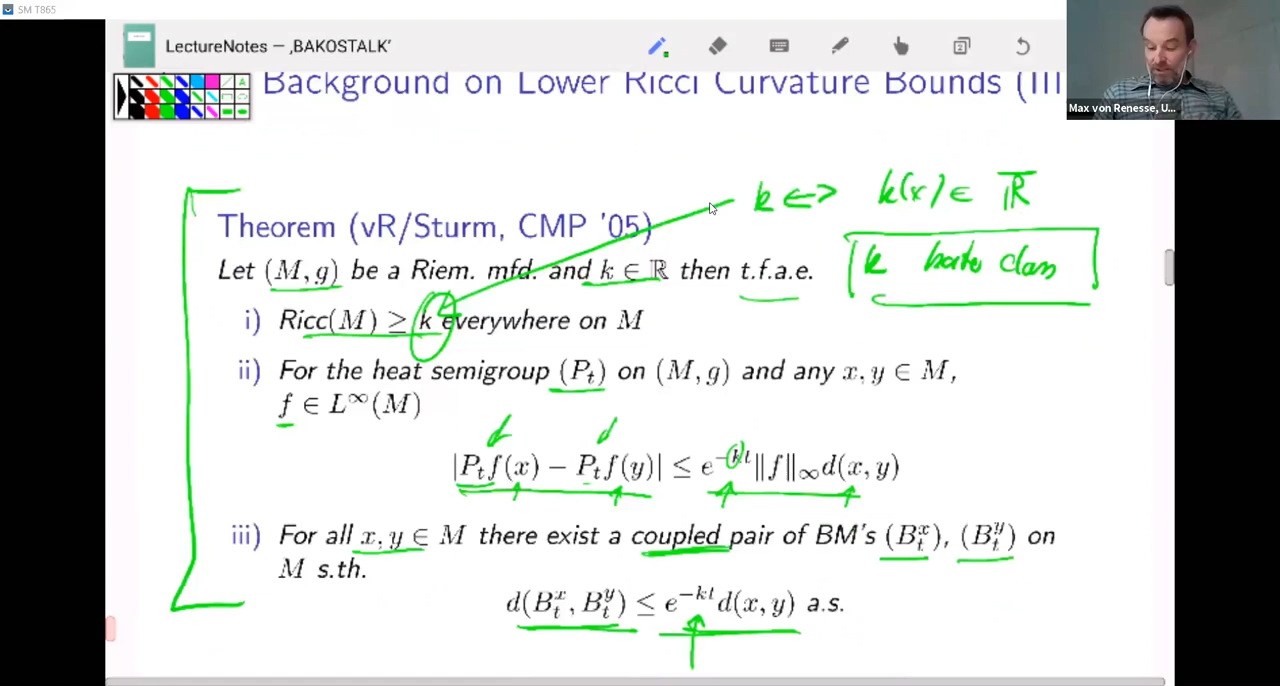 SM T865
LectureNotes — ‚BAKOSTALK'
Max von Renesse, U...
Background on Lower Ricci Curvature Bounds (III
k ⟺ k(x) ∈ ℝ
Theorem (vR/Sturm, CMP '05)
k class
Let (M, g) be a Riem. mfd. and k ∈ ℝ then t.f.a.e.
i) Ricc(M) ≥ k everywhere on M
ii) For the heat semigroup (P_t) on (M, g) and any x, y ∈ M,
f ∈ L^∞(M)
d d
|P_t f(x) − P_t f(y)| ≤ e^{−kt} ‖f‖_∞ d(x, y)
iii) For all x, y ∈ M there exist a coupled pair of BM's (B_t^x), (B_t^y) on
M s.th.
d(B_t^x, B_t^y) ≤ e^{−kt} d(x, y) a.s.